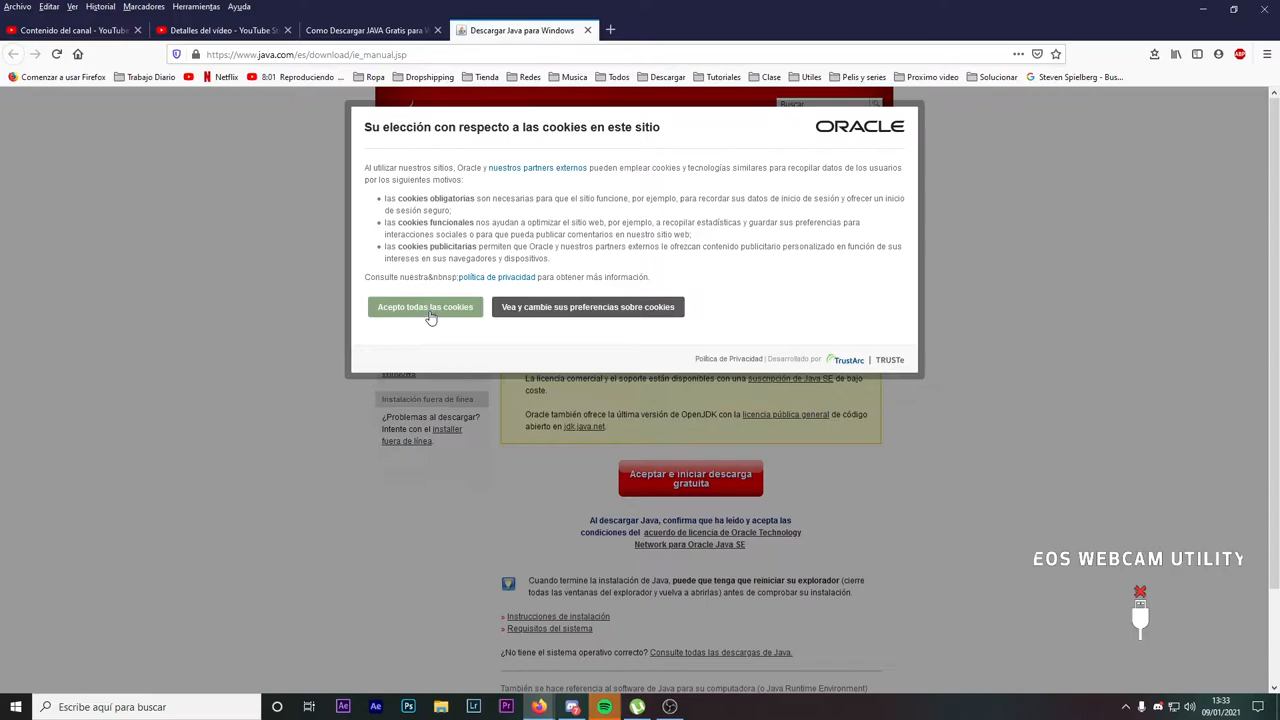 Archivo Editar Ver Historial Marcadores Herramientas Ayuda
Contenido del canal - YouTube
Detalles del vídeo - YouTube St
Como Descargar JAVA Gratis para W
Descargar Java para Windows
https://www.java.com/es/download/ie_manual.jsp
Comenzar a usar Firefox
Trabajo Diario
Netflix
8:01 Reproduciendo
Ropa
Dropshipping
Tienda
Redes
Musica
Todos
Descargar
Tutoriales
Clase
Utiles
Pelis y series
Proximo video
Solucionar
Steven Spielberg - Bus...
Buscar
Su elección con respecto a las cookies en este sitio
ORACLE
Al utilizar nuestros sitios, Oracle y nuestros partners externos pueden emplear cookies y tecnologías similares para recopilar datos de los usuarios
por los siguientes motivos:
• las cookies obligatorias son necesarias para que el sitio funcione, por ejemplo, para recordar sus datos de inicio de sesión y ofrecer un inicio
de sesión seguro;
• las cookies funcionales nos ayudan a optimizar el sitio web, por ejemplo, a recopilar estadísticas y guardar sus preferencias para
interacciones sociales o para que pueda publicar comentarios en nuestro sitio web;
• las cookies publicitarias permiten que Oracle y nuestros partners externos le ofrezcan contenido publicitario personalizado en función de sus
intereses en sus navegadores y dispositivos.
Consulte nuestra&nbnsp;política de privacidad para obtener más información.
Acepto todas las cookies
Vea y cambie sus preferencias sobre cookies
Política de Privacidad | Desarrollado por TrustArc | TRUSTe
Windows
Instalación fuera de línea
¿Problemas al descargar?
Intente con el installer
fuera de línea.
La licencia comercial y el soporte están disponibles con una suscripción de Java SE de bajo
coste.
Oracle también ofrece la última versión de OpenJDK con la licencia pública general de código
abierto en jdk.java.net.
Aceptar e iniciar descarga
gratuita
Al descargar Java, confirma que ha leído y acepta las
condiciones del acuerdo de licencia de Oracle Technology
Network para Oracle Java SE
Cuando termine la instalación de Java, puede que tenga que reiniciar su explorador (cierre
todas las ventanas del explorador y vuelva a abrirlas) antes de comprobar su instalación.
» Instrucciones de instalación
» Requisitos del sistema
¿No tiene el sistema operativo correcto? Consulte todas las descargas de Java.
También se hace referencia al software de Java para su computadora (o Java Runtime Environment)
EOS WEBCAM UTILITY
Escribe aquí para buscar
13:33
09/01/2021